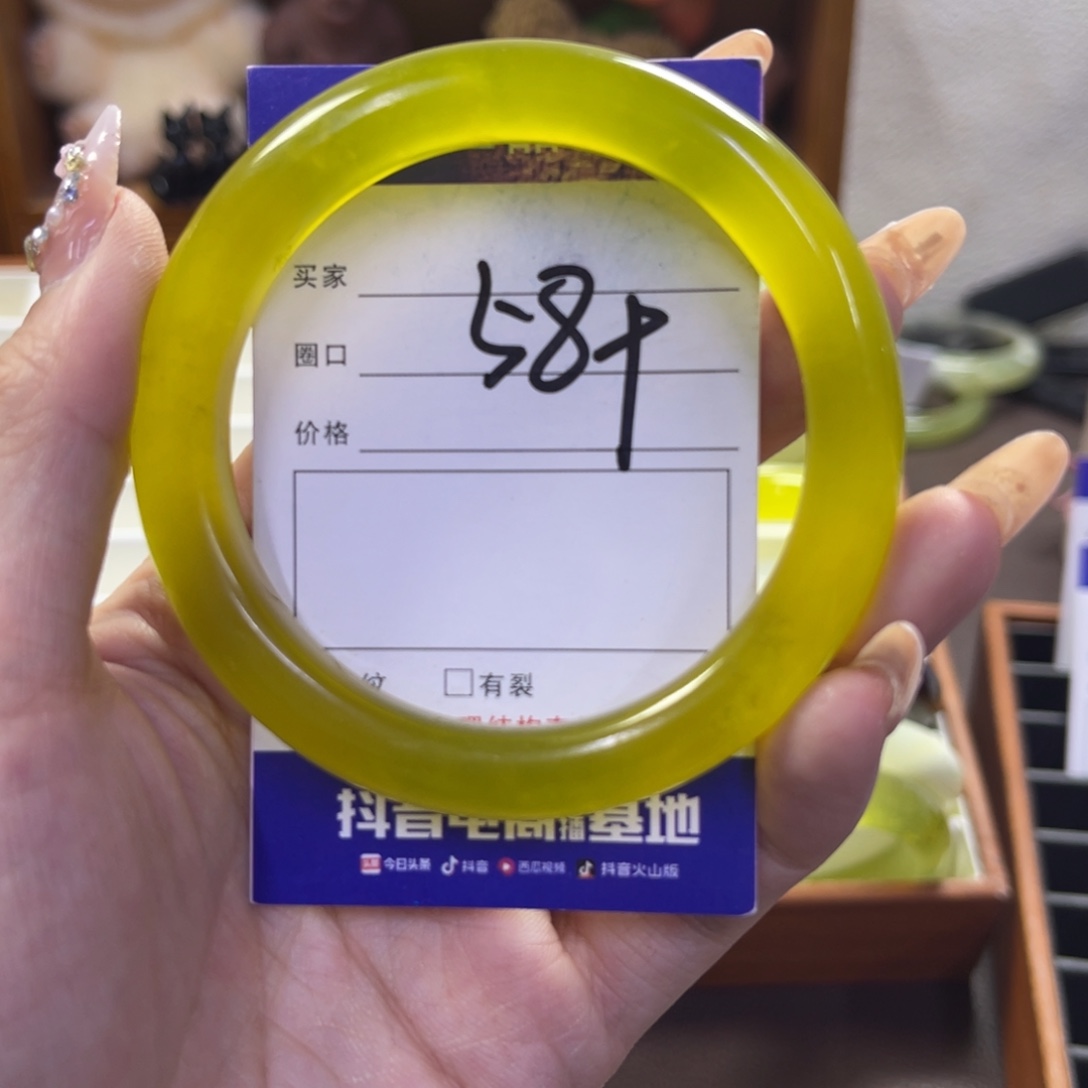 买家
58+
圈口
价格
纹 □有裂
抖音电商直播基地
今日头条 抖音 西瓜视频 抖音火山版